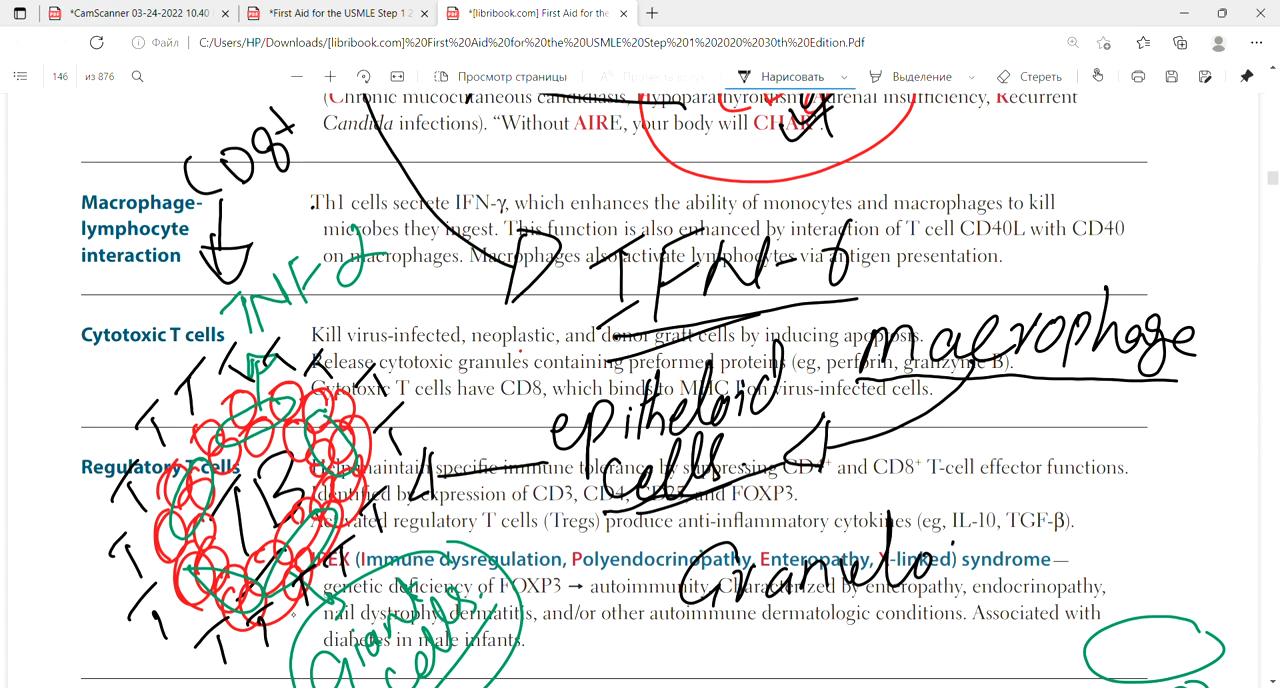 *CamScanner 03-24-2022 10.40
*First Aid for the USMLE Step 1 2
*[libribook.com] First Aid for the
Файл
C:/Users/HP/Downloads/[libribook.com]%20First%20Aid%20for%20the%20USMLE%20Step%201%202020%2030th%20Edition.Pdf
146 из 876
Просмотр страницы
Нарисовать
Выделение
Стереть
(Chronic mucocutaneous candidiasis, Hypoparathyroidism, Adrenal insufficiency, Recurrent
Candida infections). “Without AIRE, your body will CHAR”.
CD8+
Macrophage-
lymphocyte
interaction
Th1 cells secrete IFN-γ, which enhances the ability of monocytes and macrophages to kill
microbes they ingest. This function is also enhanced by interaction of T cell CD40L with CD40
on macrophages. Macrophages also activate lymphocytes via antigen presentation.
IFN-γ
TNF-α
macrophage
Cytotoxic T cells
Kill virus-infected, neoplastic, and donor graft cells by inducing apoptosis.
Release cytotoxic granules containing preformed proteins (eg, perforin, granzyme B).
Cytotoxic T cells have CD8, which binds to MHC I on virus-infected cells.
epitheloid
cells
Regulatory T cells
Help maintain specific immune tolerance by suppressing CD4+ and CD8+ T-cell effector functions.
Identified by expression of CD3, CD4, CD25, and FOXP3.
Activated regulatory T cells (Tregs) produce anti-inflammatory cytokines (eg, IL-10, TGF-β).
IPEX (Immune dysregulation, Polyendocrinopathy, Enteropathy, X-linked) syndrome—
genetic deficiency of FOXP3 → autoimmunity. Characterized by enteropathy, endocrinopathy,
nail dystrophy, dermatitis, and/or other autoimmune dermatologic conditions. Associated with
diabetes in male infants.
Granulo
Giant
cells.